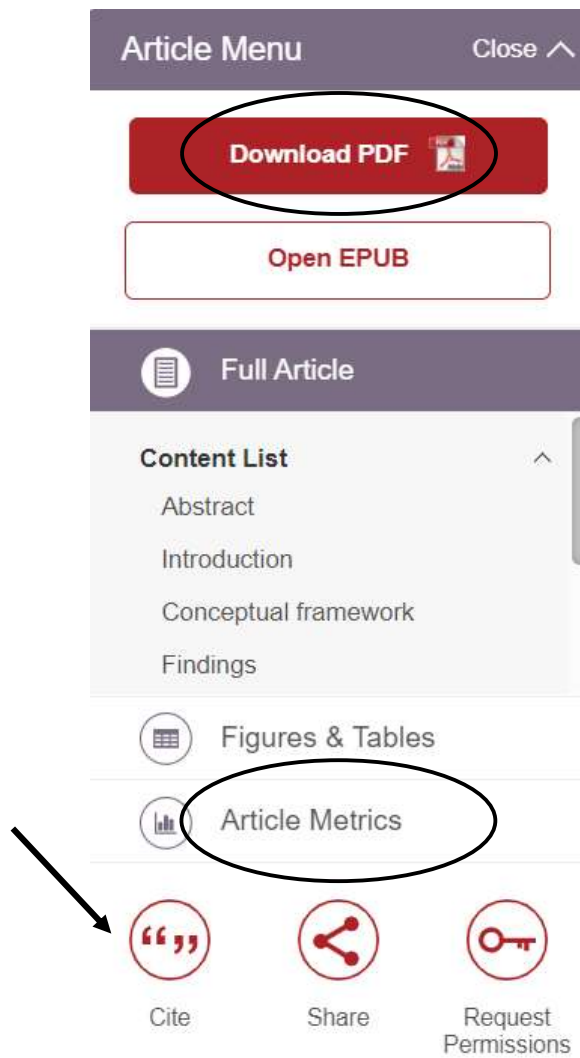 Article Menu Close
Download PDF
Open EPUB
Full Article
Content List
Abstract
Introduction
Conceptual framework
Findings
Figures & Tables
Article Metrics
“ „
Cite Share Request
Permissions